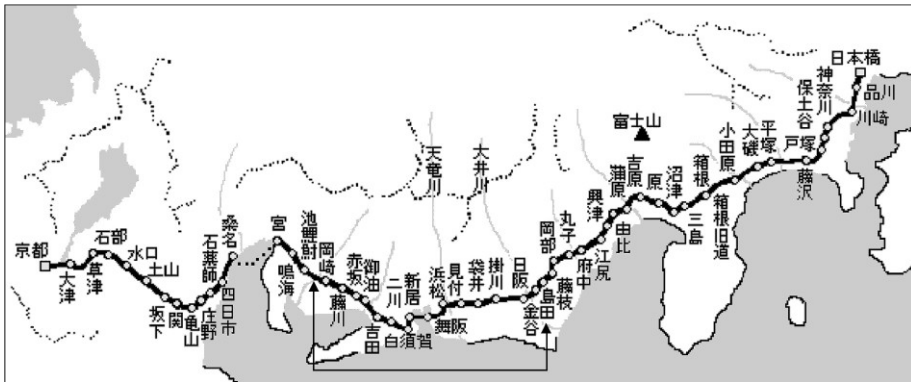 日本橋
品川
川崎
神奈川
保土谷
戸塚
藤沢
平塚
大磯
小田原
箱根旧道
箱根
三島
沼津
原
吉原
富士山
蒲原
由比
興津
江尻
府中
丸子
岡部
藤枝
島田
大井川
金谷
日阪
掛川
袋井
見付
天竜川
浜松
舞阪
新居
白須賀
二川
吉田
御油
赤坂
藤川
岡崎
池鯉鮒
鳴海
宮
桑名
四日市
石薬師
庄野
亀山
関
坂下
土山
水口
石部
草津
大津
京都